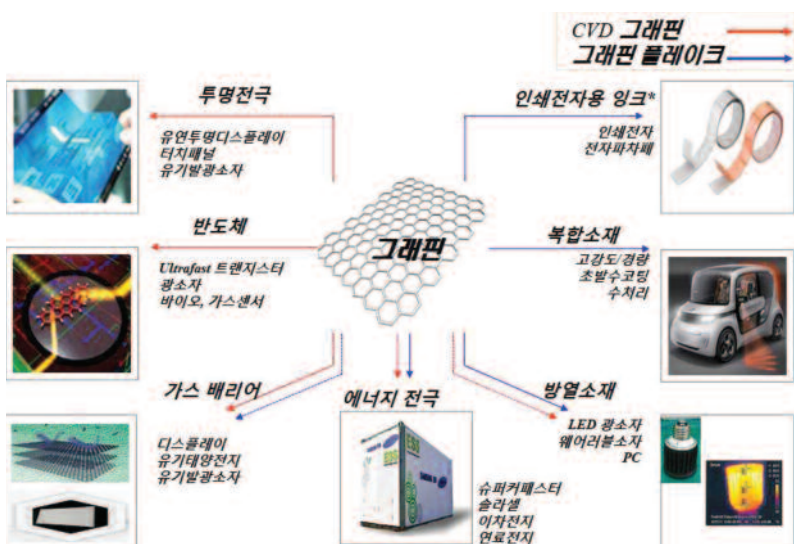 CVD 그래핀
그래핀 플레이크
투명전극
유연투명디스플레이
터치패널
유기발광소자
인쇄전자용 잉크*
인쇄전자
전자파차폐
반도체
Ultrafast 트랜지스터
광소자
바이오, 가스센서
그래핀
복합소재
고강도/경량
초발수코팅
수처리
가스 배리어
디스플레이
유기태양전지
유기발광소자
에너지 전극
ESS
슈퍼커패스터
솔라셀
이차전지
연료전지
방열소재
LED 광소자
웨어러블소자
PC